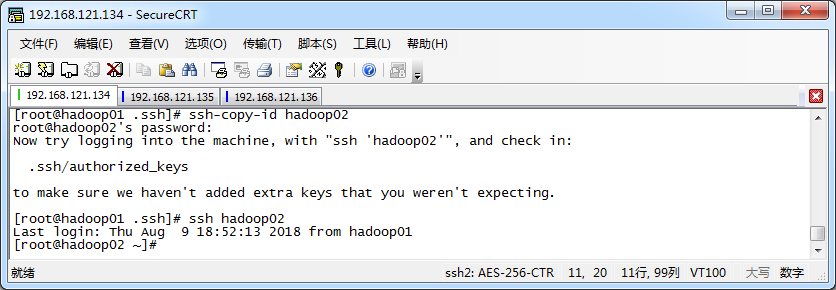 192.168.121.134 - SecureCRT
文件(F) 编辑(E) 查看(V) 选项(O) 传输(T) 脚本(S) 工具(L) 帮助(H)
192.168.121.134 192.168.121.135 192.168.121.136
[root@hadoop01 .ssh]# ssh-copy-id hadoop02
root@hadoop02's password:
Now try logging into the machine, with "ssh 'hadoop02'", and check in:
.ssh/authorized_keys
to make sure we haven't added extra keys that you weren't expecting.
[root@hadoop01 .ssh]# ssh hadoop02
Last login: Thu Aug  9 18:52:13 2018 from hadoop01
[root@hadoop02 ~]#
就绪 ssh2: AES-256-CTR 11, 20 11行, 99列 VT100 大写 数字